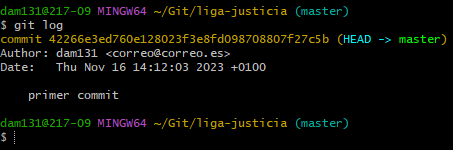 dam131@217-09 MINGW64 ~/Git/liga-justicia (master)
$ git log
commit 42266e3ed760e128023f3e8fd098708807f27c5b (HEAD -> master)
Author: dam131 <correo@correo.es>
Date:   Thu Nov 16 14:12:03 2023 +0100
    primer commit
dam131@217-09 MINGW64 ~/Git/liga-justicia (master)
$